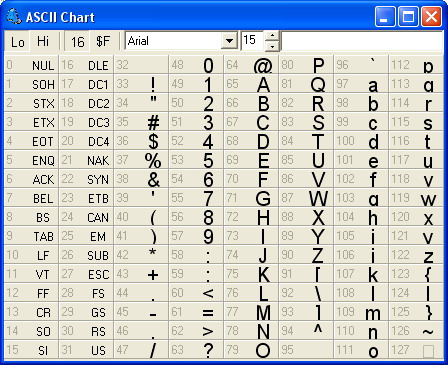 ASCII Chart
Lo Hi 16 $F Arial 15
0 NUL 16 DLE 32 48 0 64 @ 80 P 96 ` 112 p
1 SOH 17 DC1 33 ! 49 1 65 A 81 Q 97 a 113 q
2 STX 18 DC2 34 " 50 2 66 B 82 R 98 b 114 r
3 ETX 19 DC3 35 # 51 3 67 C 83 S 99 c 115 s
4 EOT 20 DC4 36 $ 52 4 68 D 84 T 100 d 116 t
5 ENQ 21 NAK 37 % 53 5 69 E 85 U 101 e 117 u
6 ACK 22 SYN 38 & 54 6 70 F 86 V 102 f 118 v
7 BEL 23 ETB 39 ' 55 7 71 G 87 W 103 g 119 w
8 BS 24 CAN 40 ( 56 8 72 H 88 X 104 h 120 x
9 TAB 25 EM 41 ) 57 9 73 I 89 Y 105 i 121 y
10 LF 26 SUB 42 * 58 : 74 J 90 Z 106 j 122 z
11 VT 27 ESC 43 + 59 ; 75 K 91 [ 107 k 123 {
12 FF 28 FS 44 , 60 < 76 L 92 \ 108 l 124 |
13 CR 29 GS 45 - 61 = 77 M 93 ] 109 m 125 }
14 SO 30 RS 46 . 62 > 78 N 94 ^ 110 n 126 ~
15 SI 31 US 47 / 63 ? 79 O 95 111 o 127 □